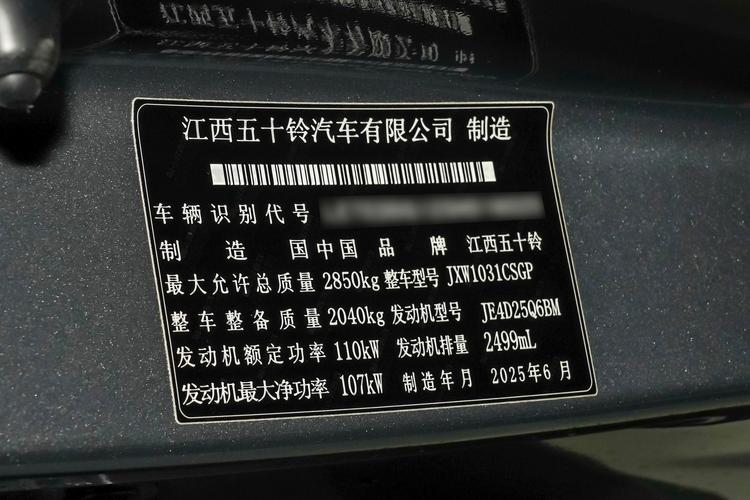 江西五十铃汽车有限公司 制造
车辆识别代号
制造国 中国 品牌 江西五十铃
最大允许总质量 2850kg 整车型号 JXW1031CSGP
整车整备质量 2040kg 发动机型号 JE4D25Q6BM
发动机额定功率 110kW 发动机排量 2499mL
发动机最大净功率 107kW 制造年月 2025年6月